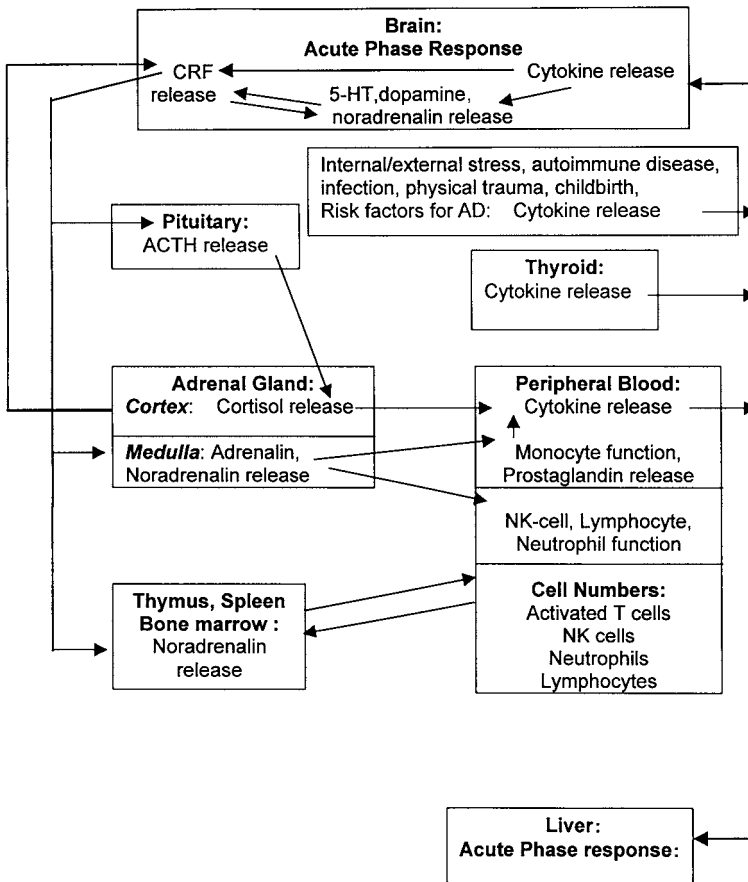 Brain:
Acute Phase Response
CRF
release
Cytokine release
5-HT,dopamine,
noradrenalin release
Internal/external stress, autoimmune disease,
infection, physical trauma, childbirth,
Risk factors for AD: Cytokine release
Pituitary:
ACTH release
Thyroid:
Cytokine release
Adrenal Gland:
Cortex: Cortisol release
Medulla: Adrenalin,
Noradrenalin release
Peripheral Blood:
Cytokine release
Monocyte function,
Prostaglandin release
NK-cell, Lymphocyte,
Neutrophil function
Thymus, Spleen
Bone marrow :
Noradrenalin
release
Cell Numbers:
Activated T cells
NK cells
Neutrophils
Lymphocytes
Liver:
Acute Phase response: